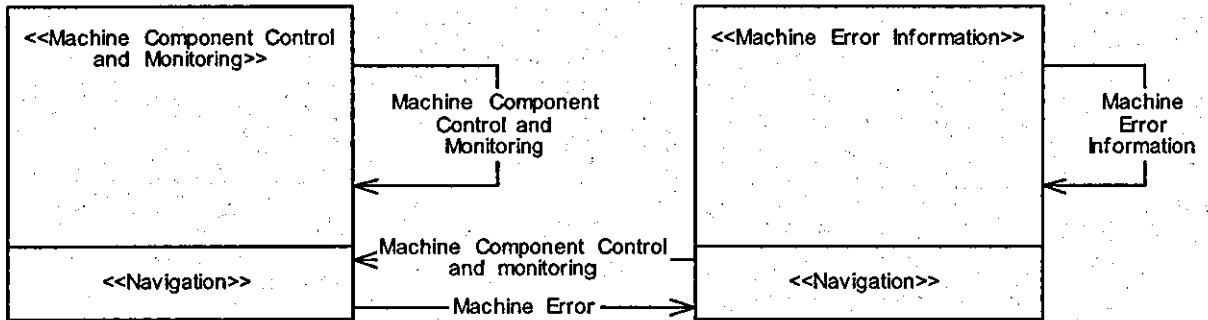 <<Machine Component Control
and Monitoring>>
Machine Component
Control and
Monitoring
<<Navigation>>
Machine Component Control
and monitoring
Machine Error
<<Machine Error Information>>
Machine
Error
Information
<<Navigation>>